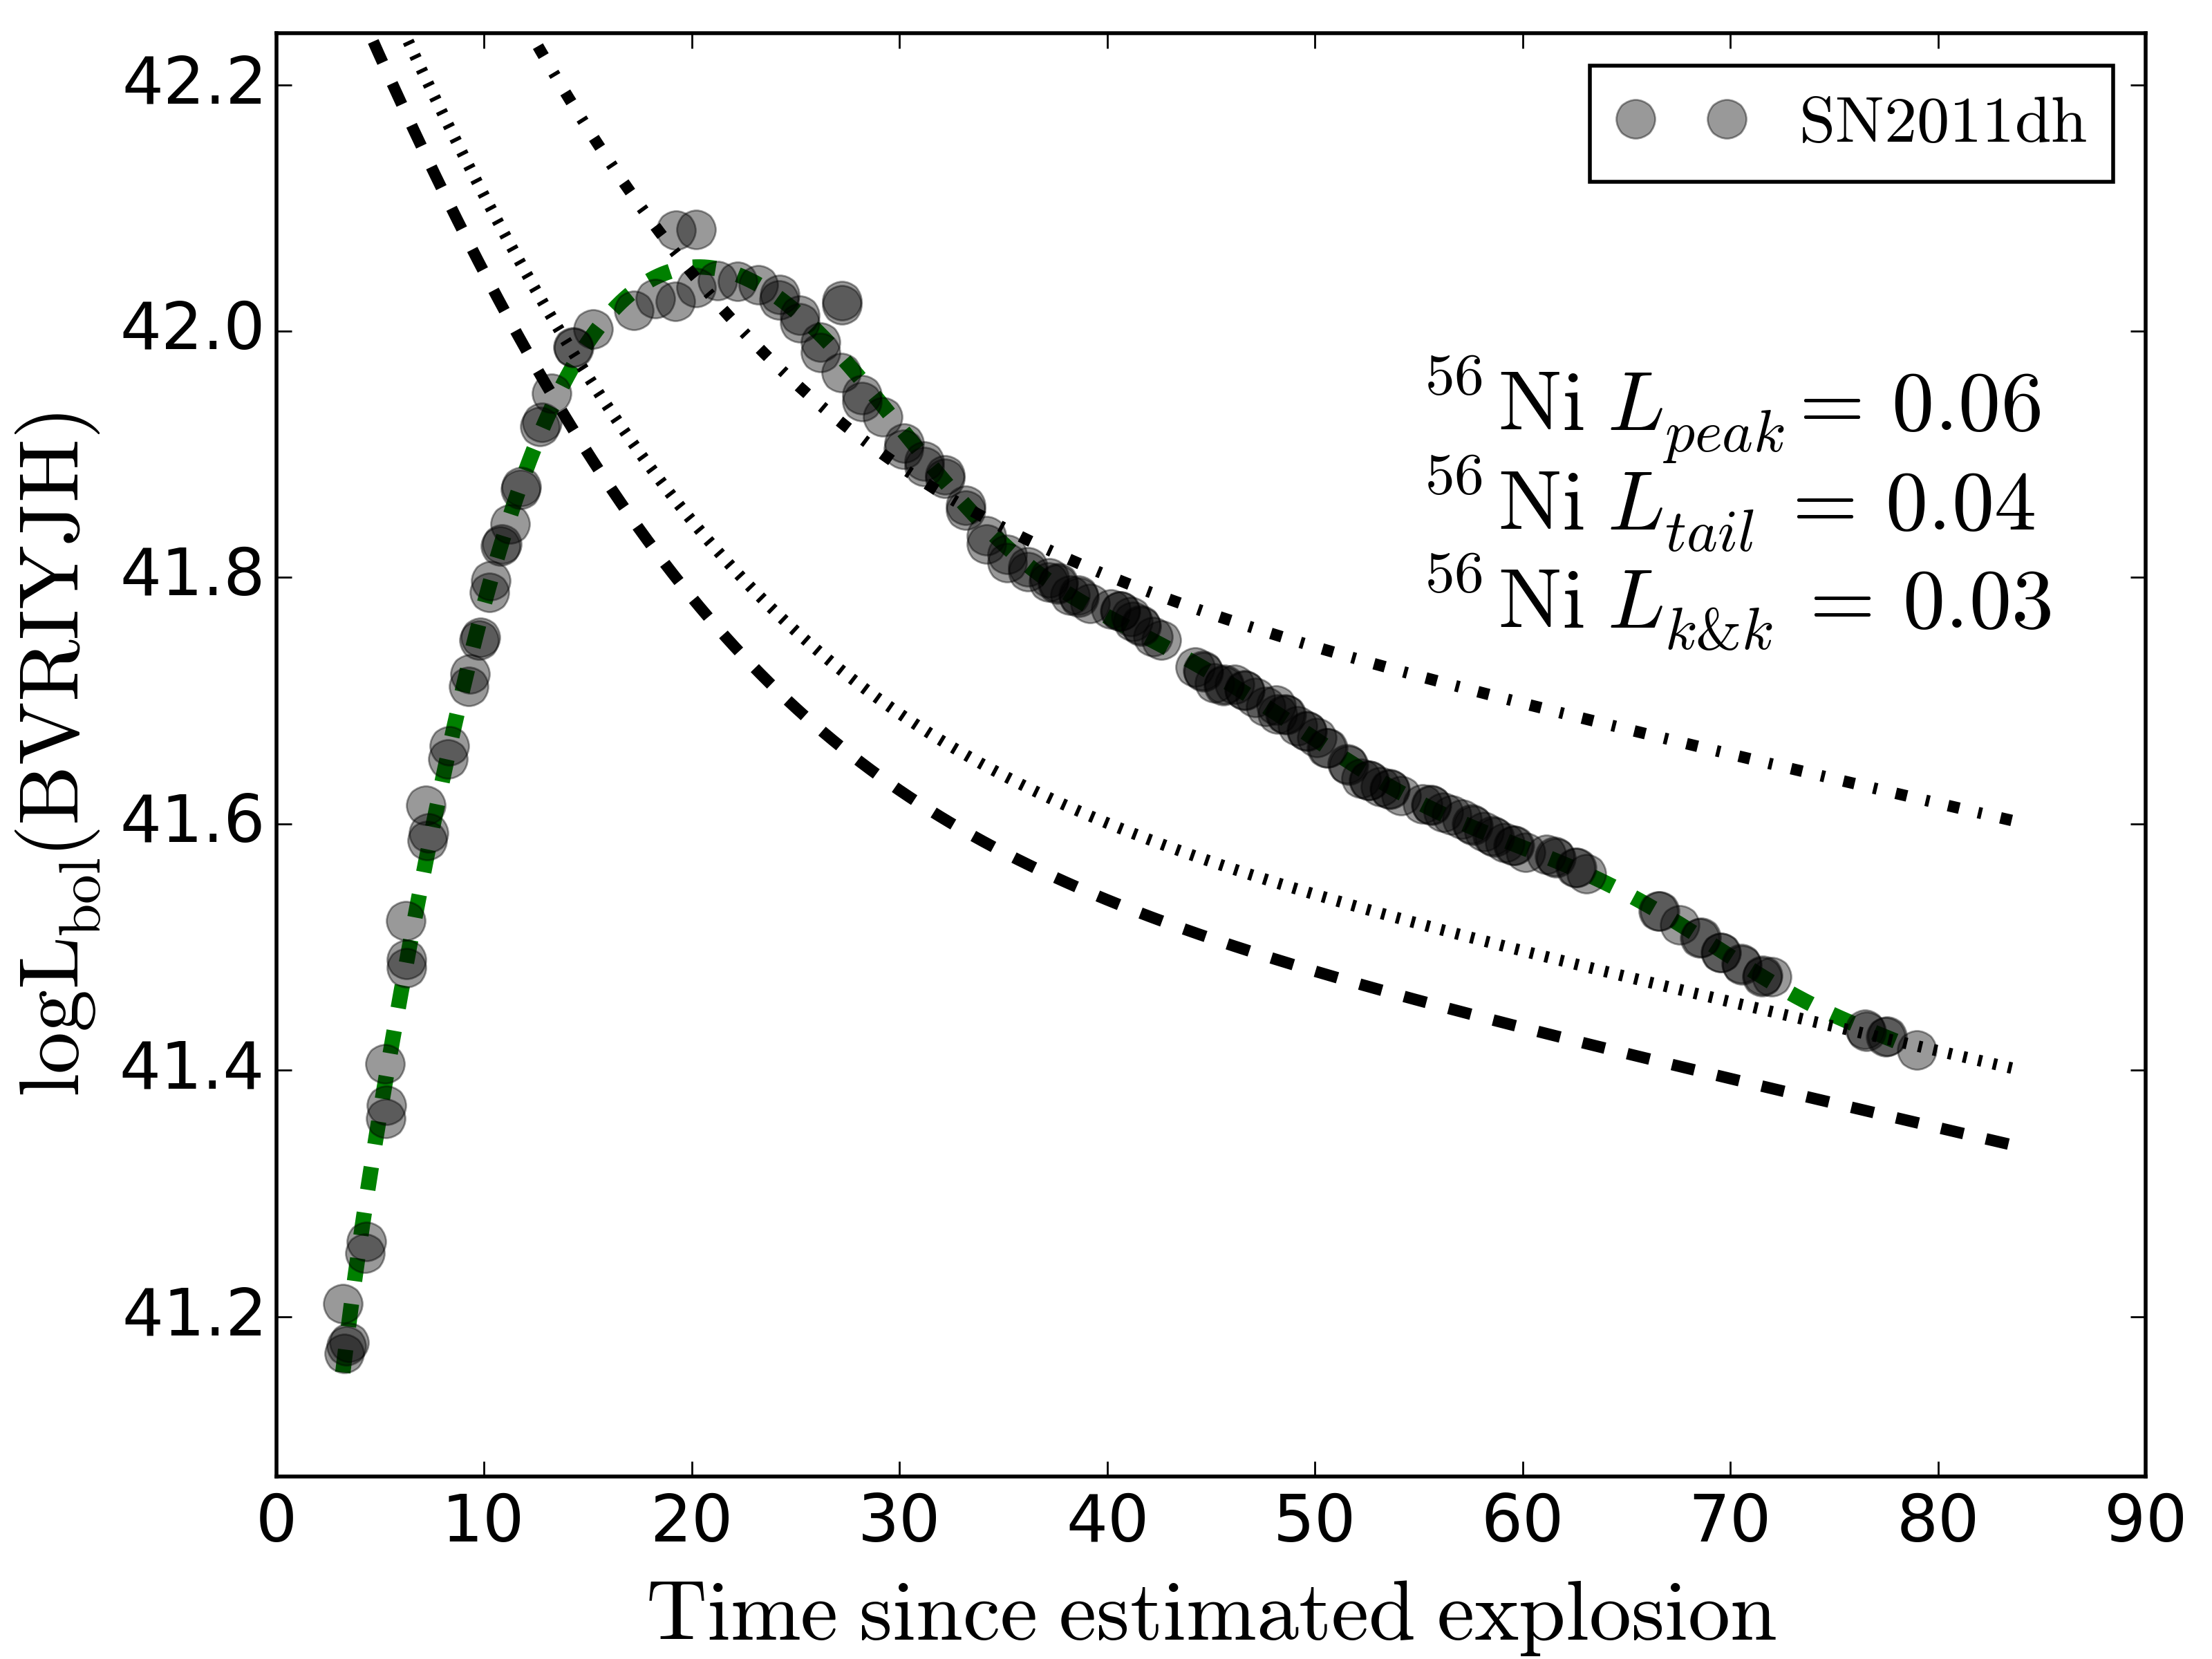 SN2011dh
⁵⁶Ni L_peak = 0.06
⁵⁶Ni L_tail = 0.04
⁵⁶Ni L_k&k = 0.03
logL_bol(BVRIYJH)
42.2
42.0
41.8
41.6
41.4
41.2
0 10 20 30 40 50 60 70 80 90
Time since estimated explosion